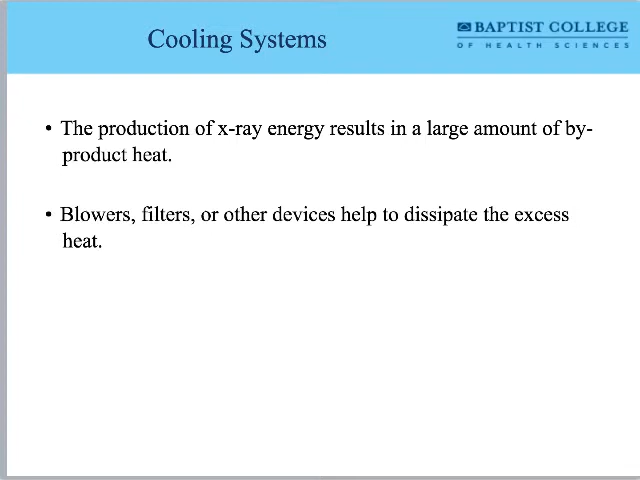 Cooling Systems
BAPTIST COLLEGE
OF HEALTH SCIENCES
• The production of x-ray energy results in a large amount of by-
product heat.
• Blowers, filters, or other devices help to dissipate the excess
heat.